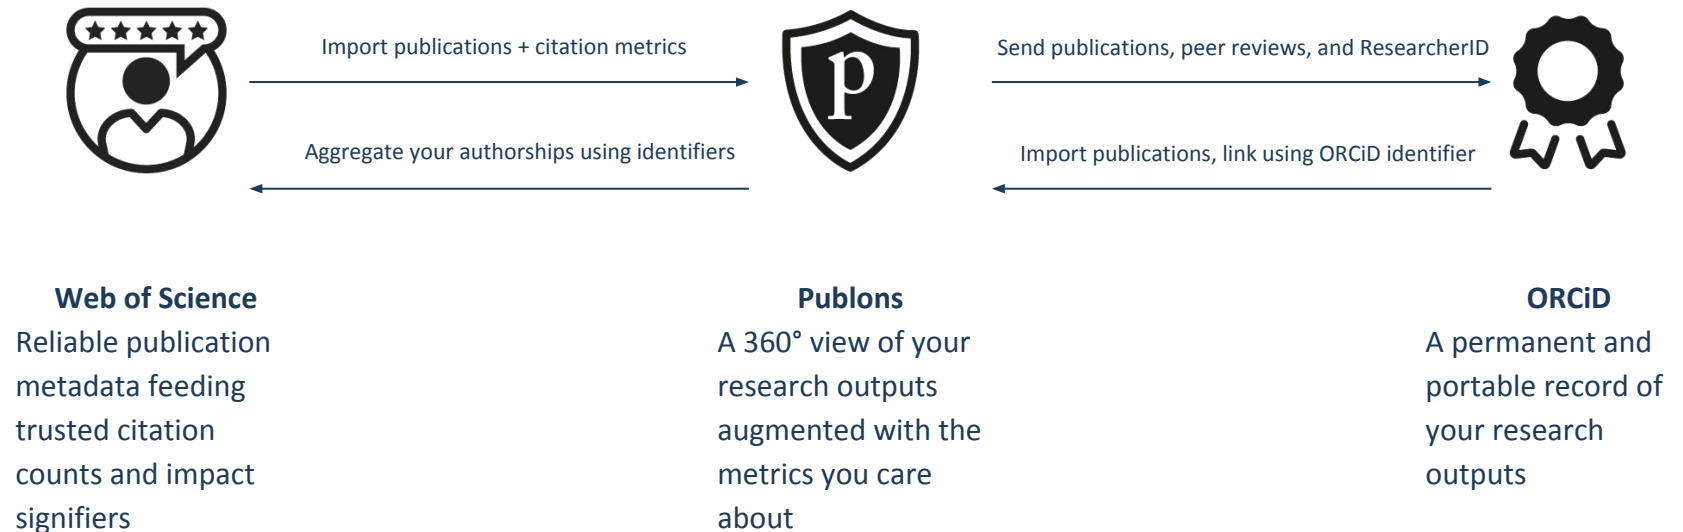 Import publications + citation metrics
p
Send publications, peer reviews, and ResearcherID
Aggregate your authorships using identifiers
Import publications, link using ORCiD identifier
Web of Science
Reliable publication
metadata feeding
trusted citation
counts and impact
signifiers
Publons
A 360° view of your
research outputs
augmented with the
metrics you care
about
ORCiD
A permanent and
portable record of
your research
outputs